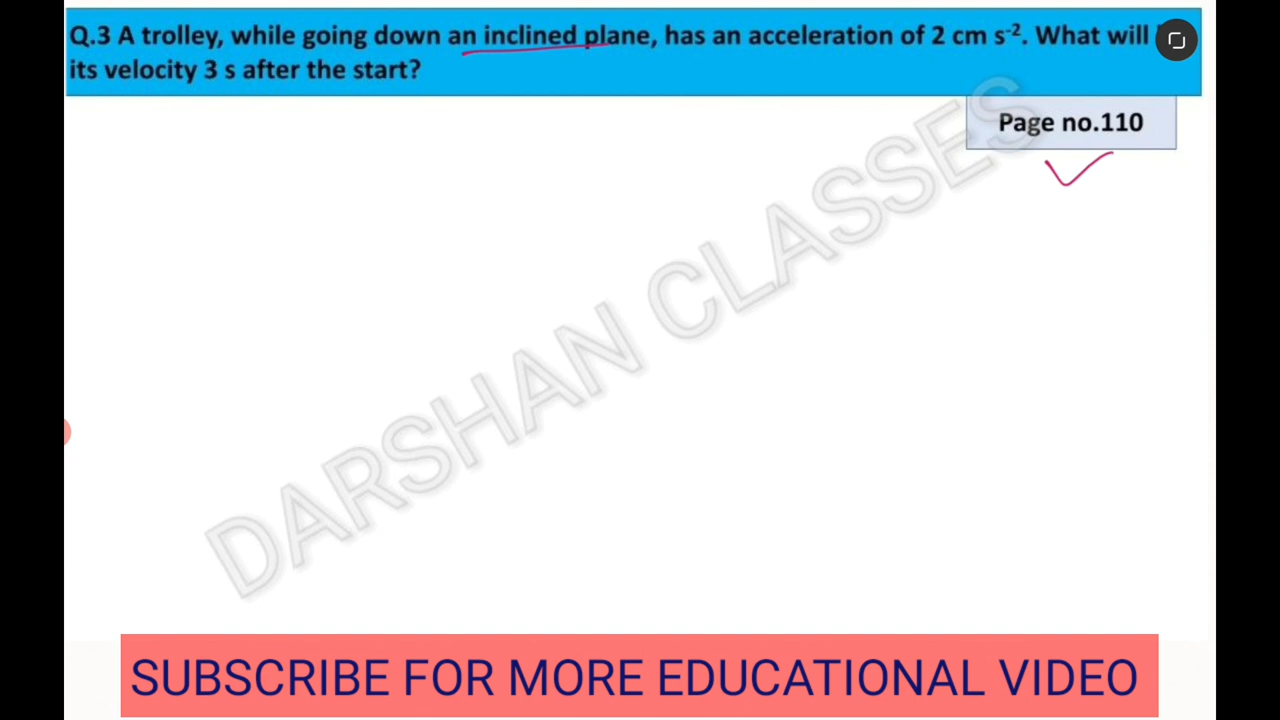 Q.3 A trolley, while going down an inclined plane, has an acceleration of 2 cm s⁻². What will
its velocity 3 s after the start?
Page no.110
DARSHAN CLASSES
SUBSCRIBE FOR MORE EDUCATIONAL VIDEO